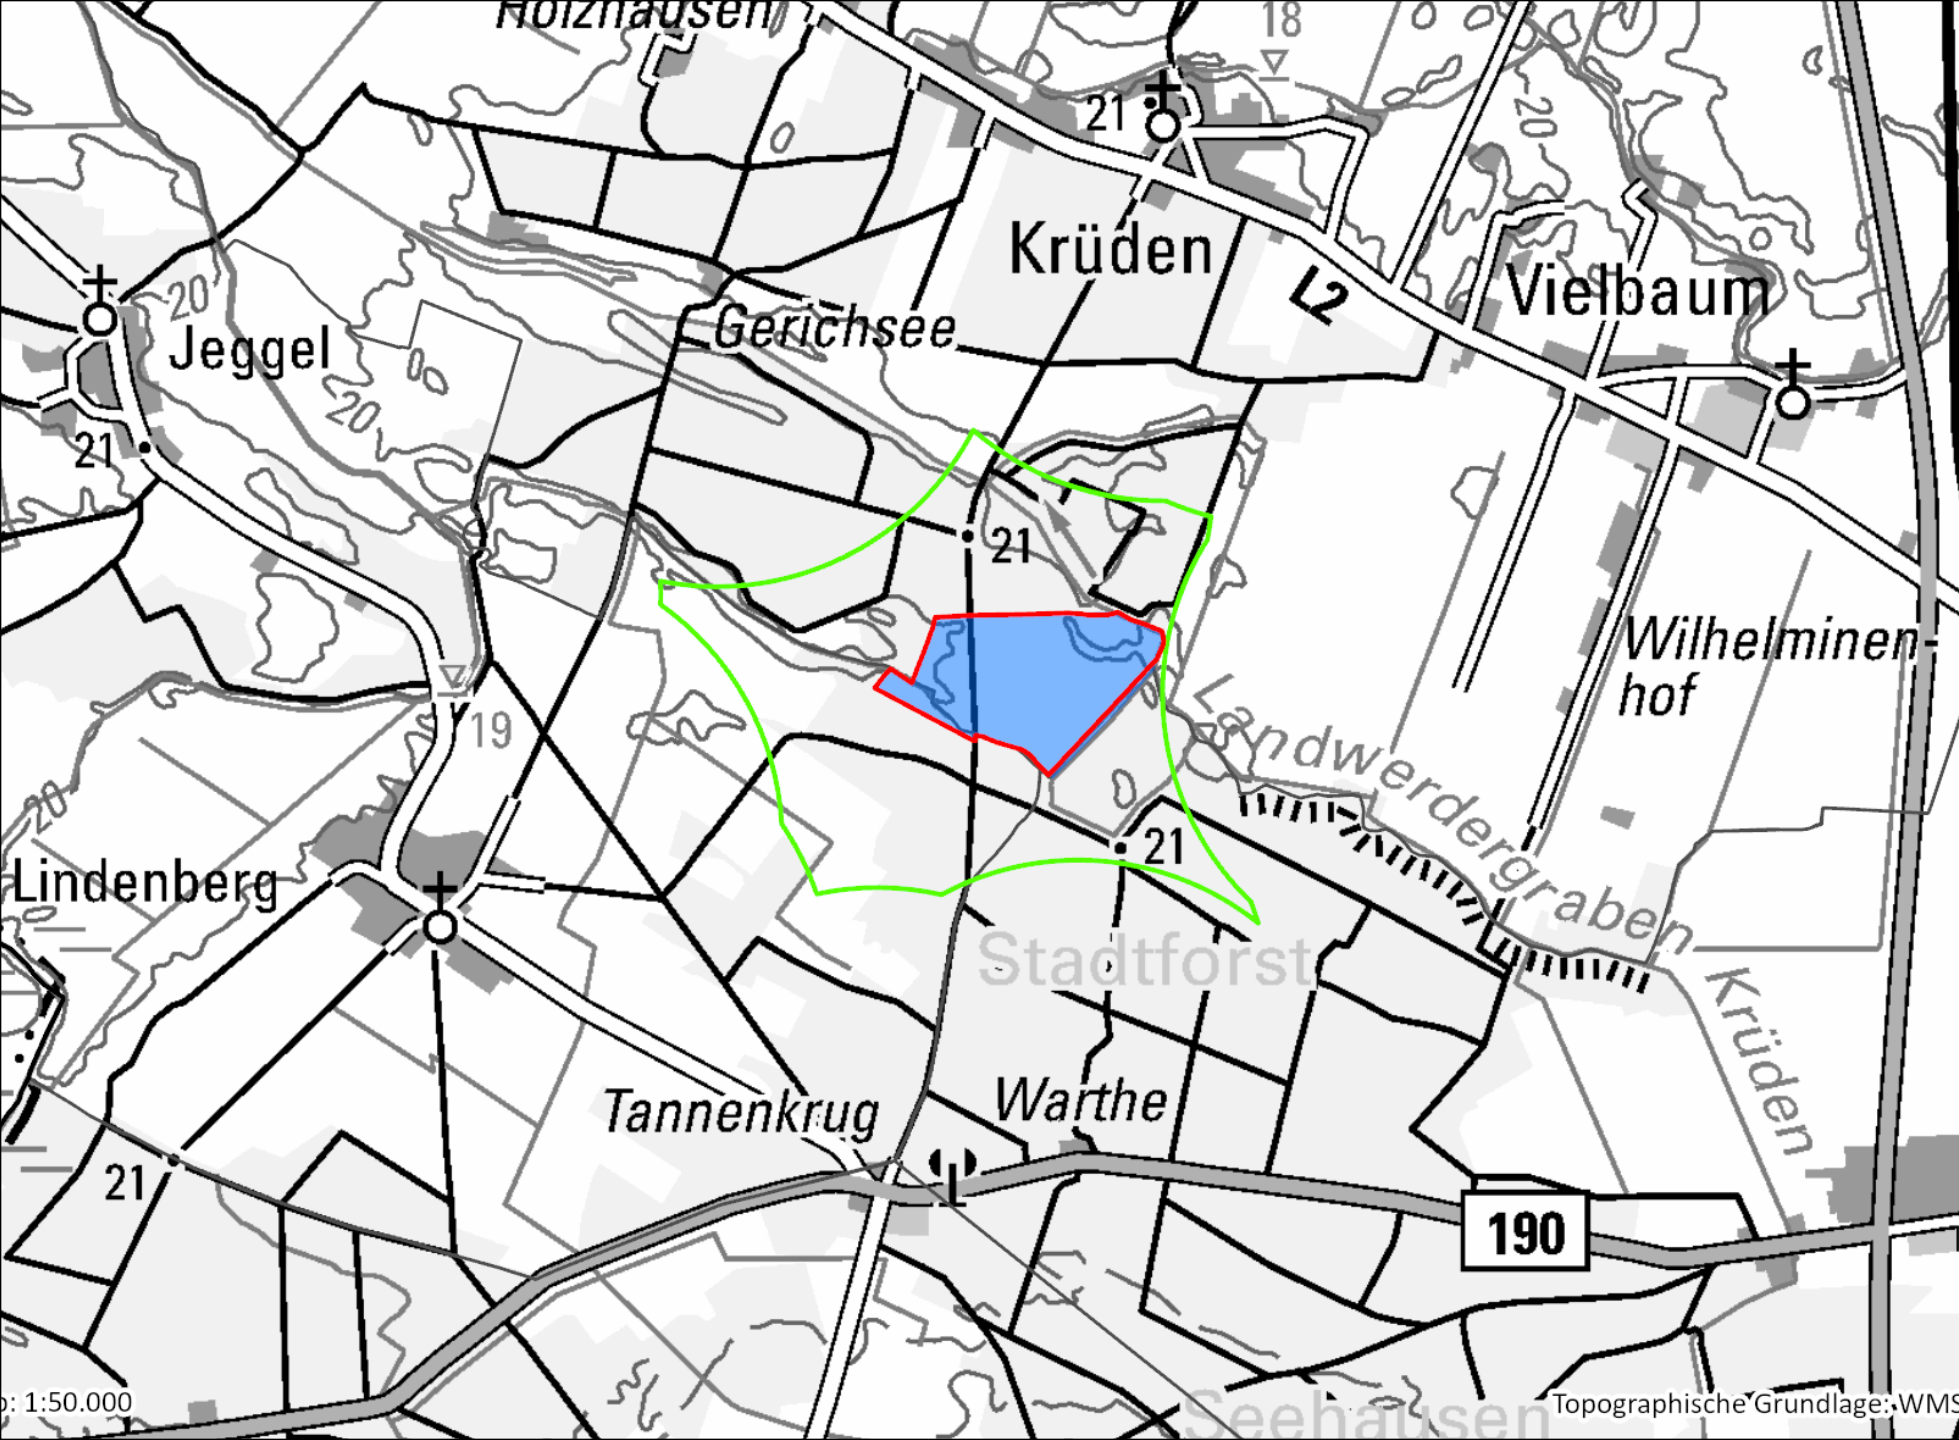 Holzhausen
18
21
20
Krüden
L2
Vielbaum
20
Jeggel
Gerichsee
20
21
21
Wilhelminen-
hof
Landwerdergraben
19
20
21
Lindenberg
Stadtforst
Krüden
Tannenkrug
Warthe
21
190
1:50.000
Seehausen
Topographische Grundlage: WMS